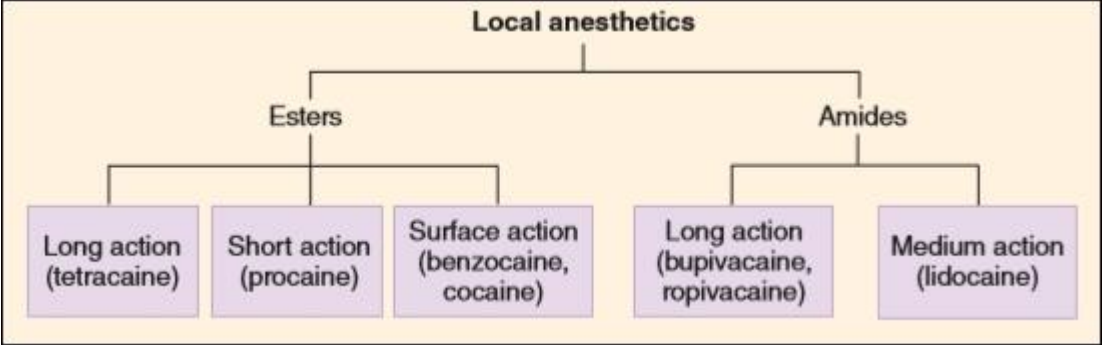 Local anesthetics
Esters
Amides
Long action
(tetracaine)
Short action
(procaine)
Surface action
(benzocaine,
cocaine)
Long action
(bupivacaine,
ropivacaine)
Medium action
(lidocaine)